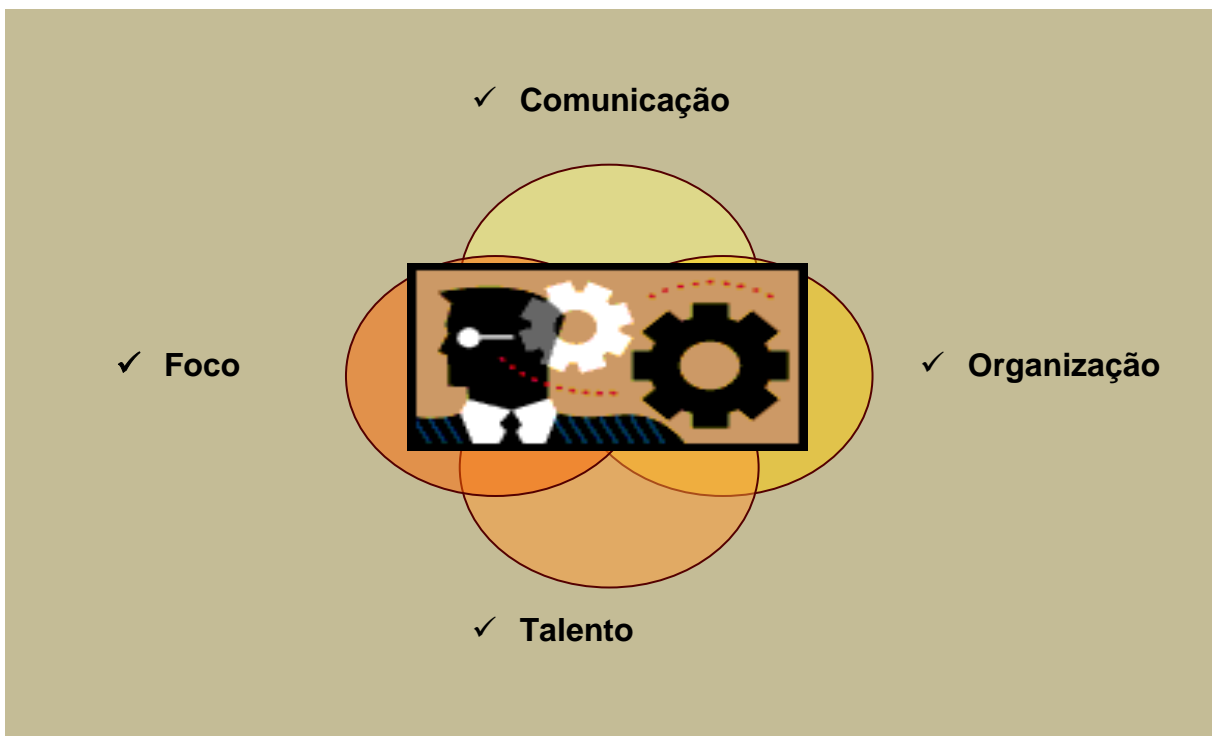 ✓ Comunicação
✓ Foco
✓ Organização
✓ Talento